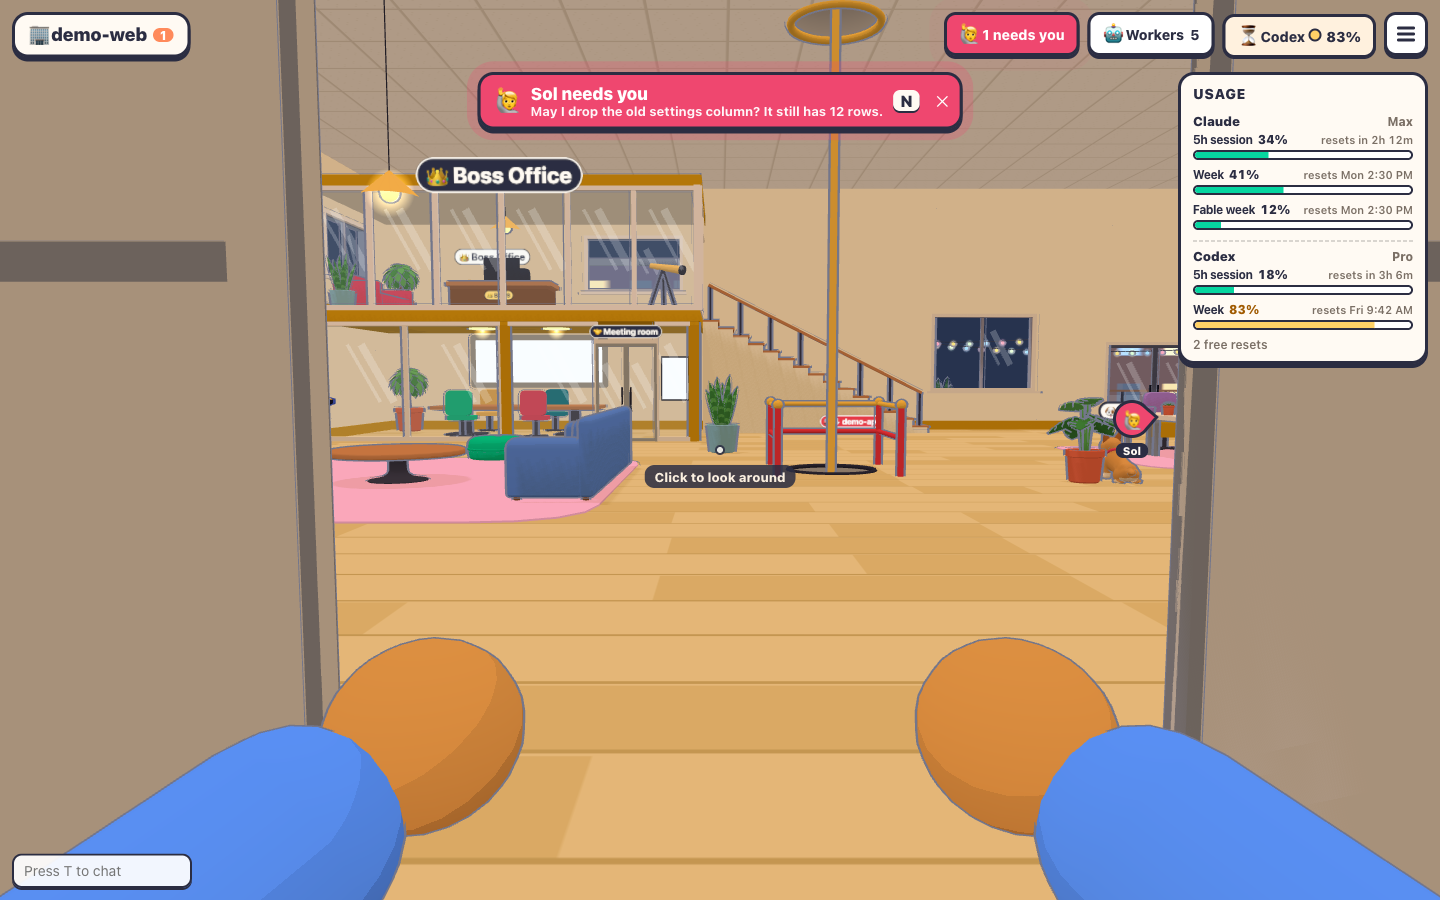 demo-web 1
1 needs you
Workers 5
Codex 83%
Sol needs you
May I drop the old settings column? It still has 12 rows.
N
USAGE
Claude Max
5h session 34% resets in 2h 12m
Week 41% resets Mon 2:30 PM
Fable week 12% resets Mon 2:30 PM
Codex Pro
5h session 18% resets in 3h 6m
Week 83% resets Fri 9:42 AM
2 free resets
Boss Office
Meeting room
Sol
Click to look around
Press T to chat